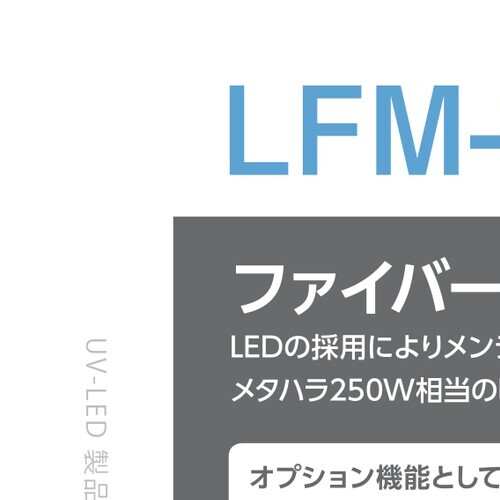 LFM-
ファイバー
LEDの採用によりメン
メタハラ250W相当の
オプション機能として
UV-LED 製品